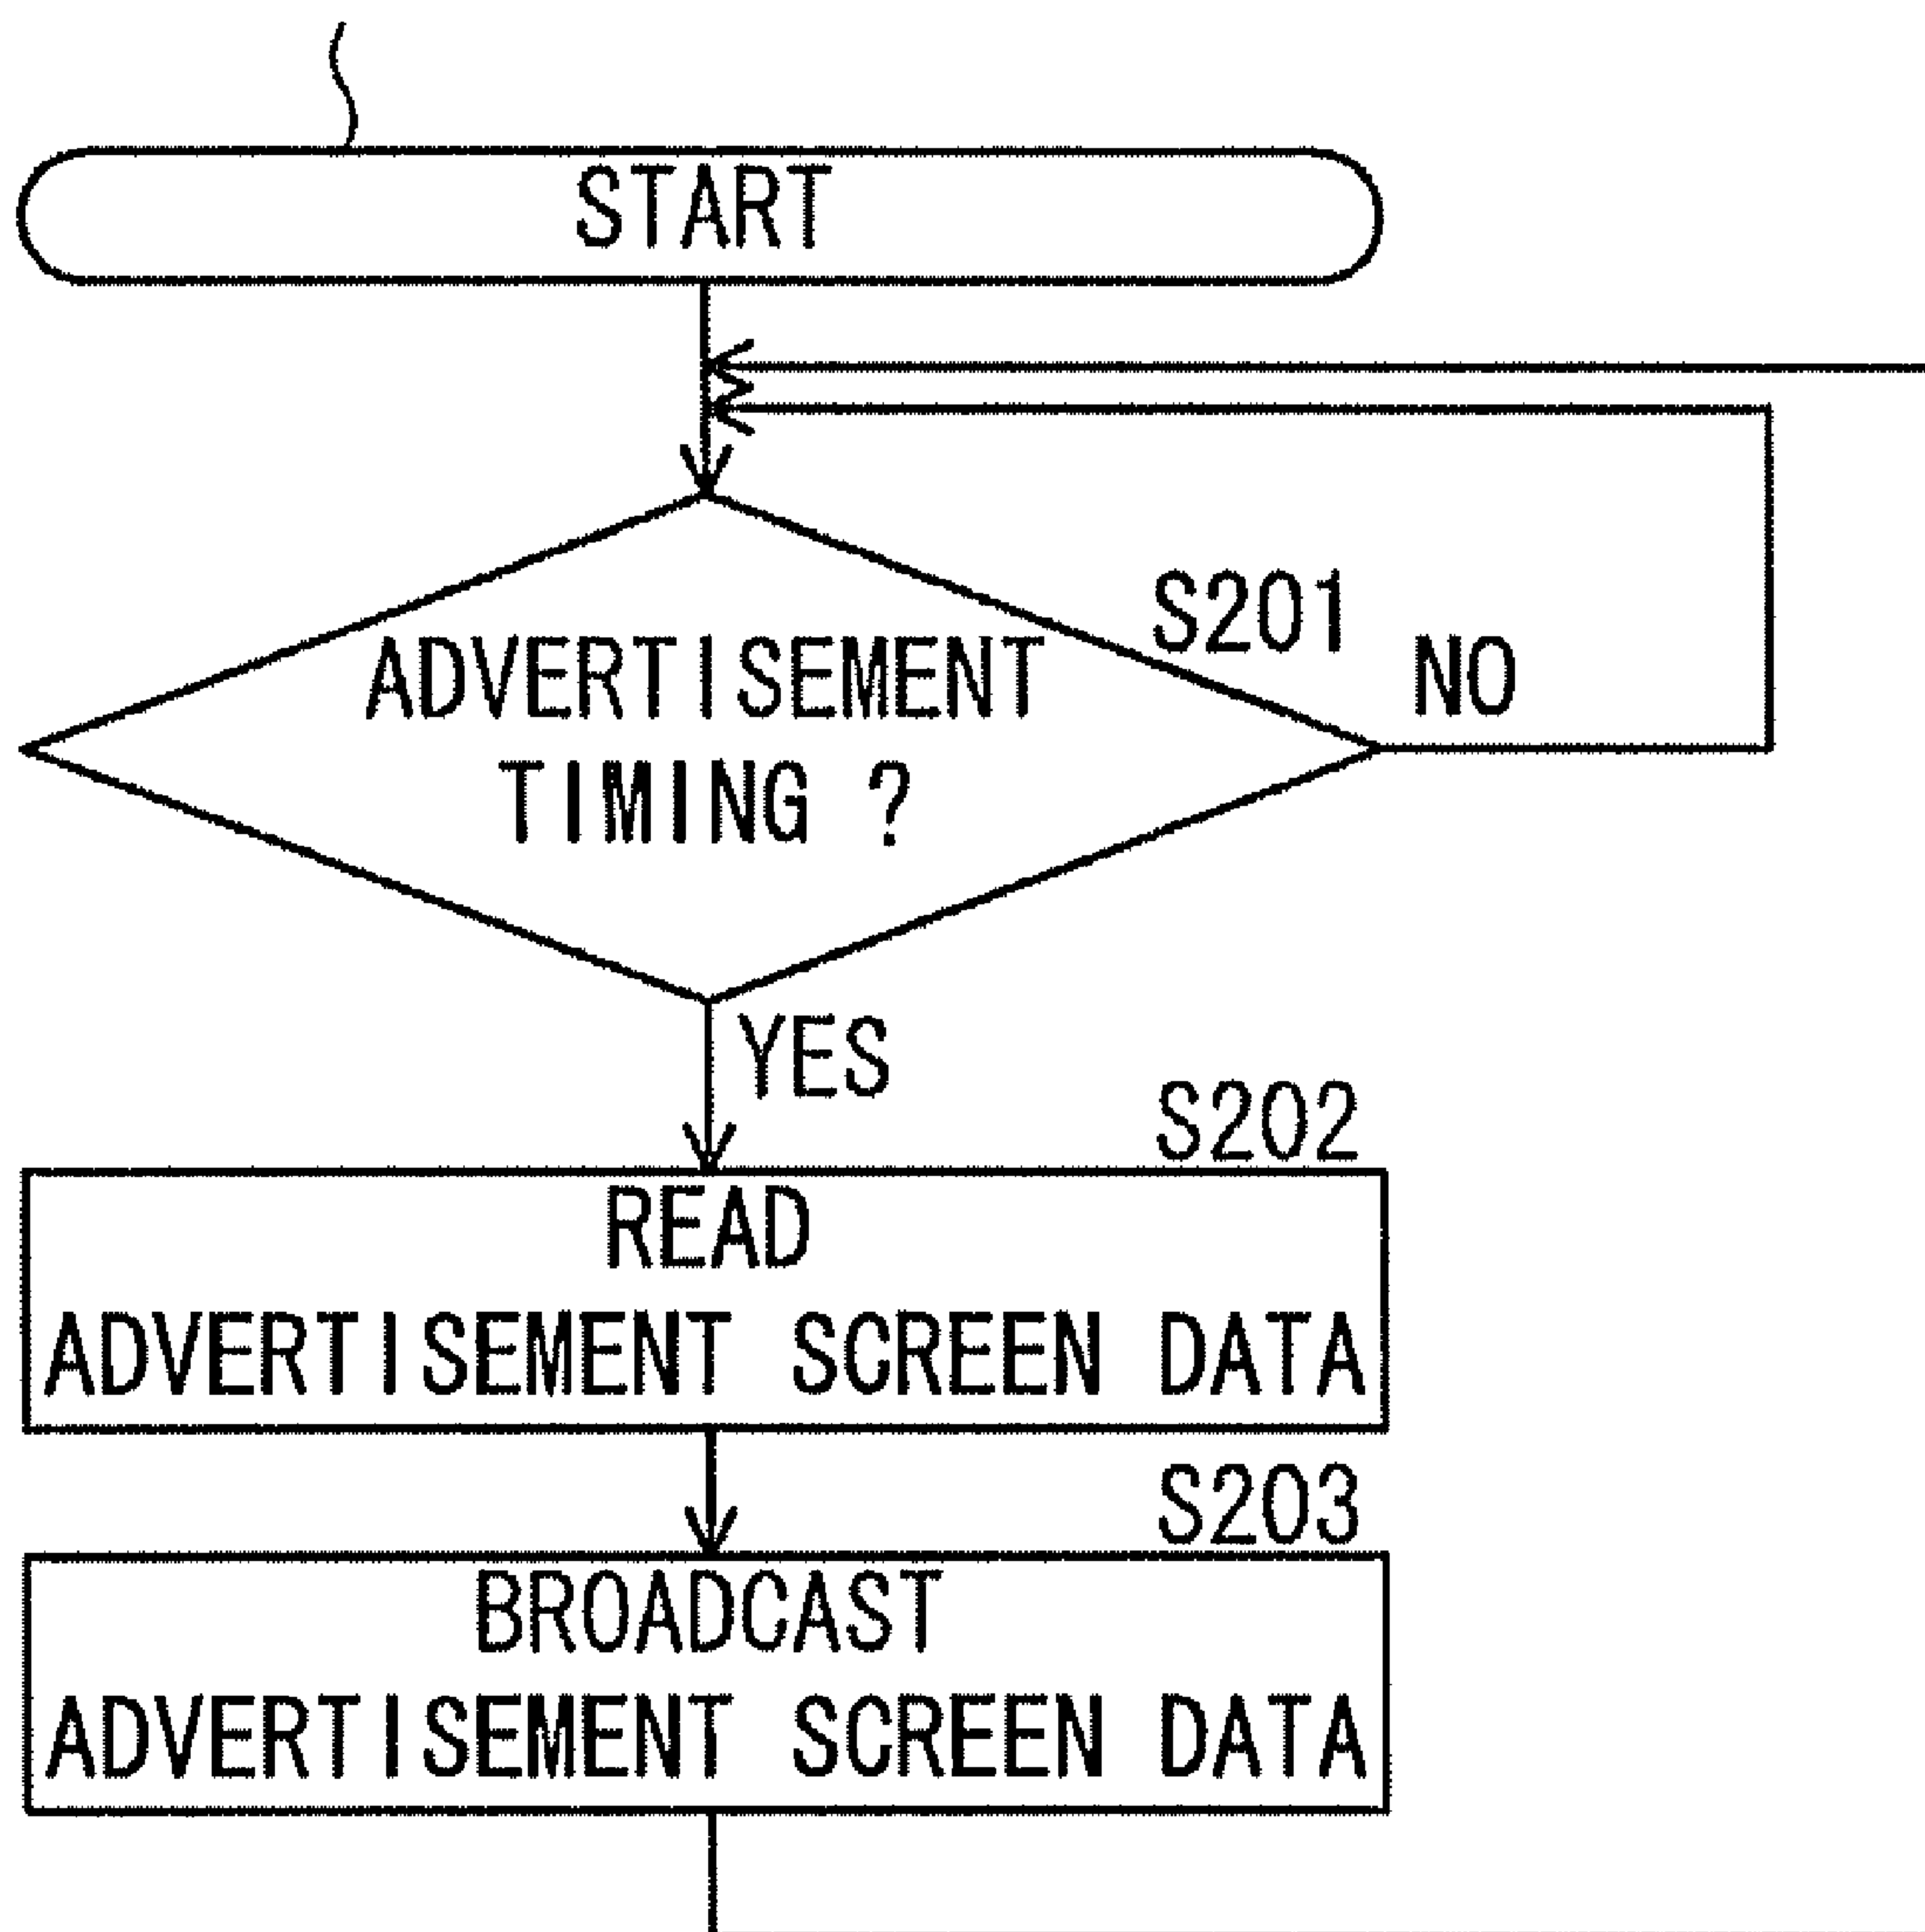 START
S201
ADVERTISEMENT
TIMING ?
NO
YES
S202
READ
ADVERTISEMENT SCREEN DATA
S203
BROADCAST
ADVERTISEMENT SCREEN DATA